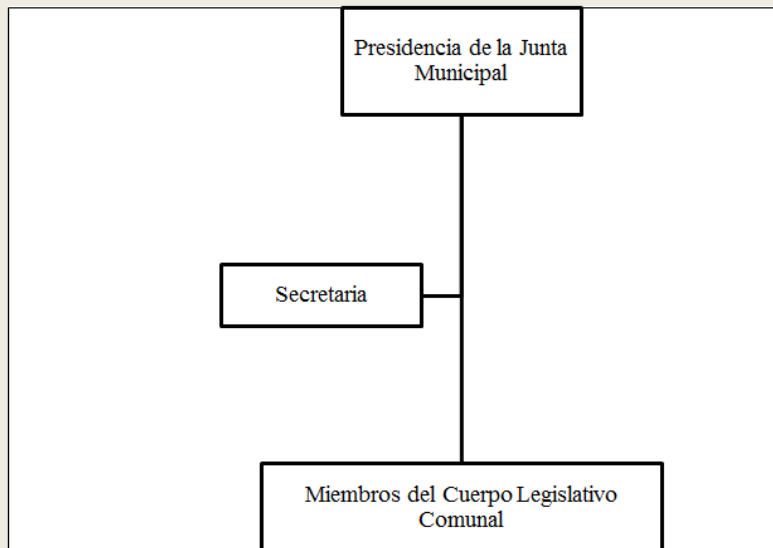 Presidencia de la Junta
Municipal
Secretaria
Miembros del Cuerpo Legislativo
Comunal